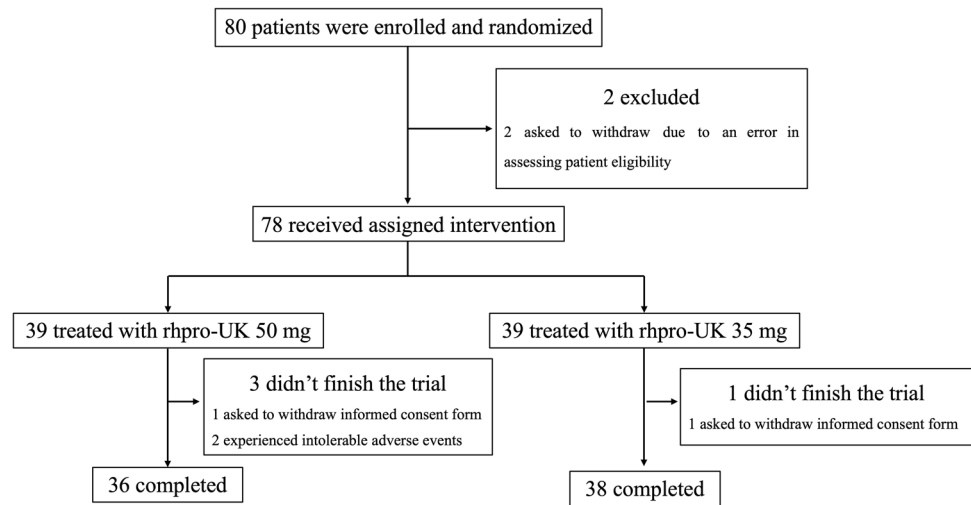 80 patients were enrolled and randomized
2 excluded
2 asked to withdraw due to an error in
assessing patient eligibility
78 received assigned intervention
39 treated with rhpro-UK 50 mg
39 treated with rhpro-UK 35 mg
3 didn’t finish the trial
1 asked to withdraw informed consent form
2 experienced intolerable adverse events
1 didn’t finish the trial
1 asked to withdraw informed consent form
36 completed
38 completed